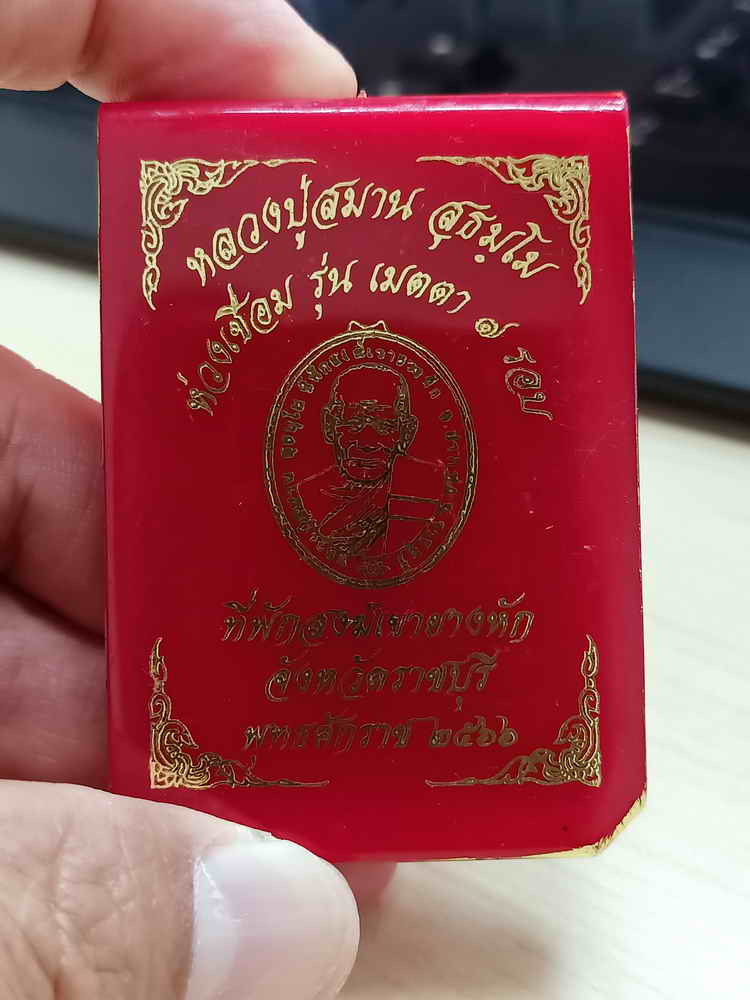 หลวงปู่สมาน สุธมฺโม
ห่วงเชื่อม รุ่น เมตตา ๑ รอบ
ที่พักสงฆ์เขายางหัก
จังหวัดราชบุรี
พุทธศักราช ๒๕๖๖